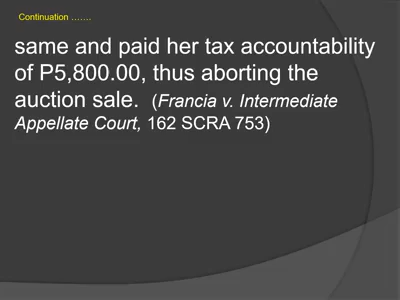 Continuation …….
same and paid her tax accountability
of P5,800.00, thus aborting the
auction sale. (Francia v. Intermediate
Appellate Court, 162 SCRA 753)